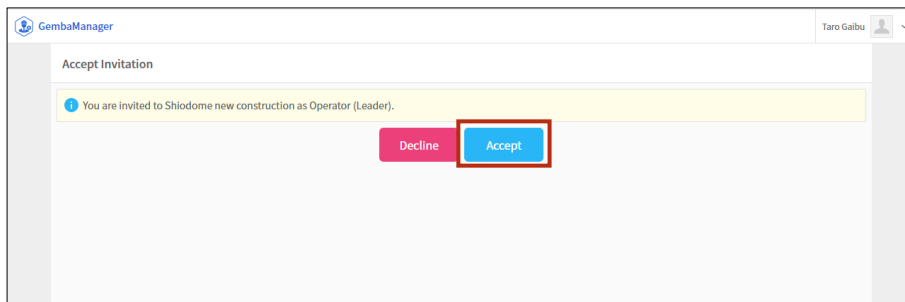 GembaManager
Taro Gaibu
Accept Invitation
You are invited to Shiodome new construction as Operator (Leader).
Decline
Accept